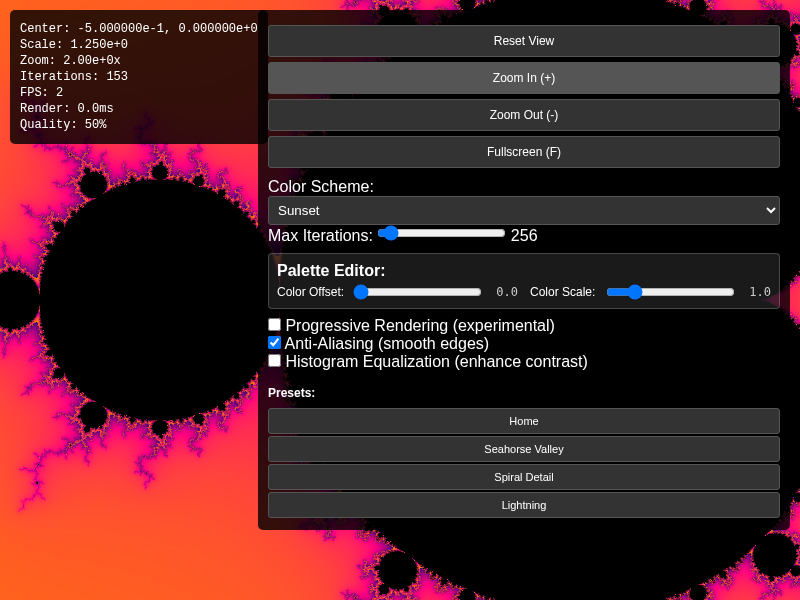 Center: -5.000000e-1, 0.000000e+0
Scale: 1.250e+0
Zoom: 2.00e+0x
Iterations: 153
FPS: 2
Render: 0.0ms
Quality: 50%
Reset View
Zoom In (+)
Zoom Out (-)
Fullscreen (F)
Color Scheme:
Sunset
Max Iterations: 256
Palette Editor:
Color Offset: 0.0 Color Scale: 1.0
Progressive Rendering (experimental)
Anti-Aliasing (smooth edges)
Histogram Equalization (enhance contrast)
Presets:
Home
Seahorse Valley
Spiral Detail
Lightning